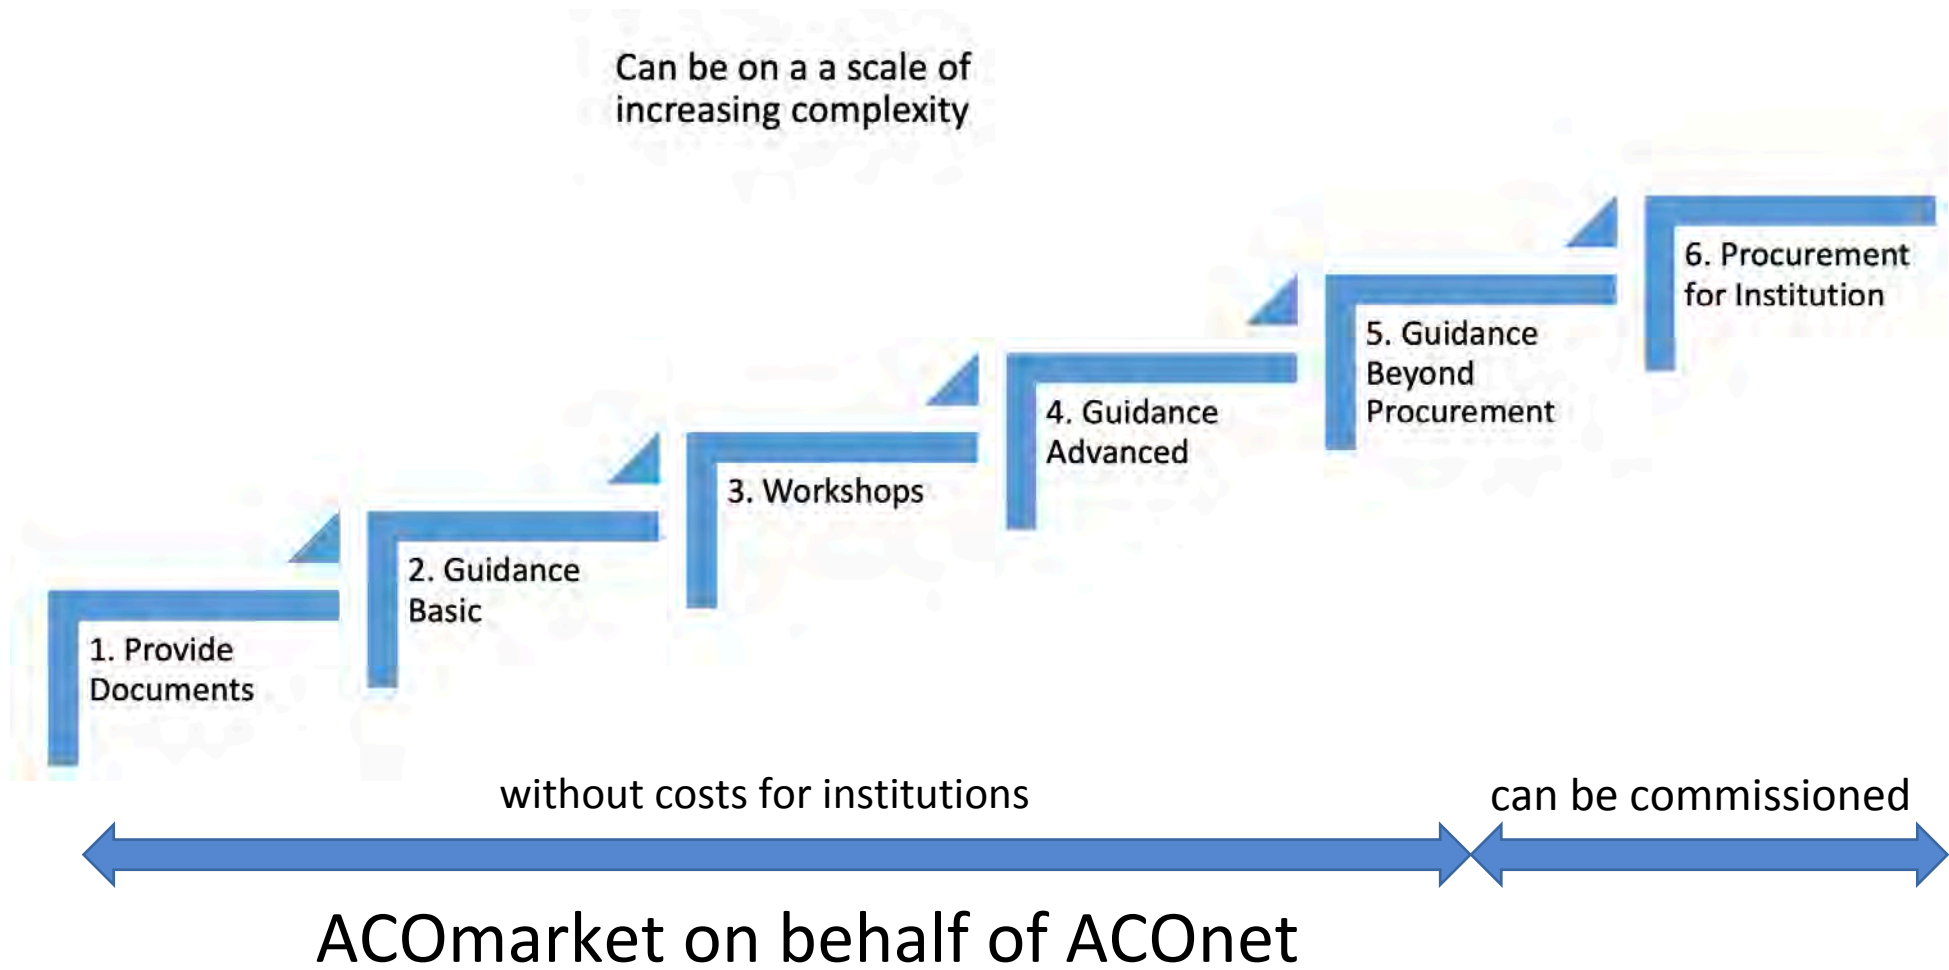 Can be on a a scale of
increasing complexity
1. Provide
Documents
2. Guidance
Basic
3. Workshops
4. Guidance
Advanced
5. Guidance
Beyond
Procurement
6. Procurement
for Institution
without costs for institutions
can be commissioned
ACOmarket on behalf of ACOnet